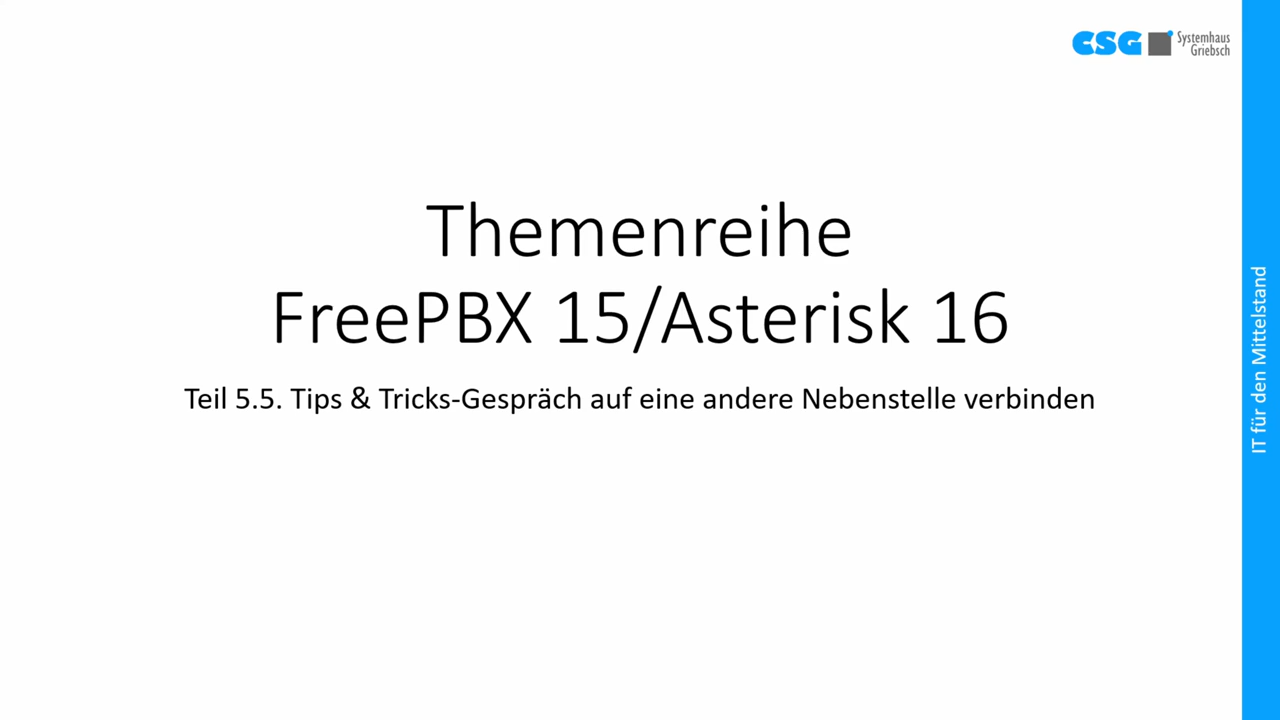 CSG Systemhaus
Griebsch
Themenreihe
FreePBX 15/Asterisk 16
Teil 5.5. Tips & Tricks-Gespräch auf eine andere Nebenstelle verbinden
IT für den Mittelstand